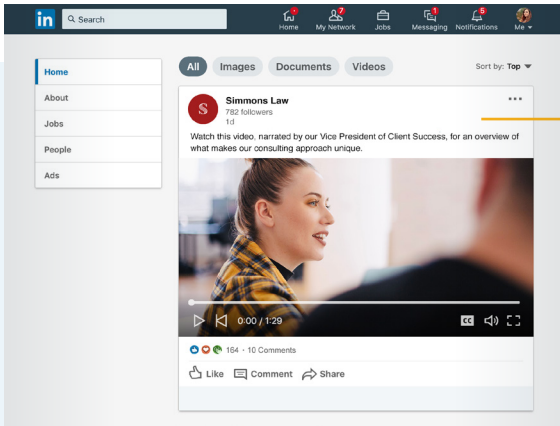 in
Search
Home
My Network
7
Jobs
Messaging
1
Notifications
5
Me
Home
About
Jobs
People
Ads
All
Images
Documents
Videos
Sort by: Top
S
Simmons Law
782 followers
1d
Watch this video, narrated by our Vice President of Client Success, for an overview of
what makes our consulting approach unique.
0:00 / 1:29
CC
164 • 10 Comments
Like
Comment
Share